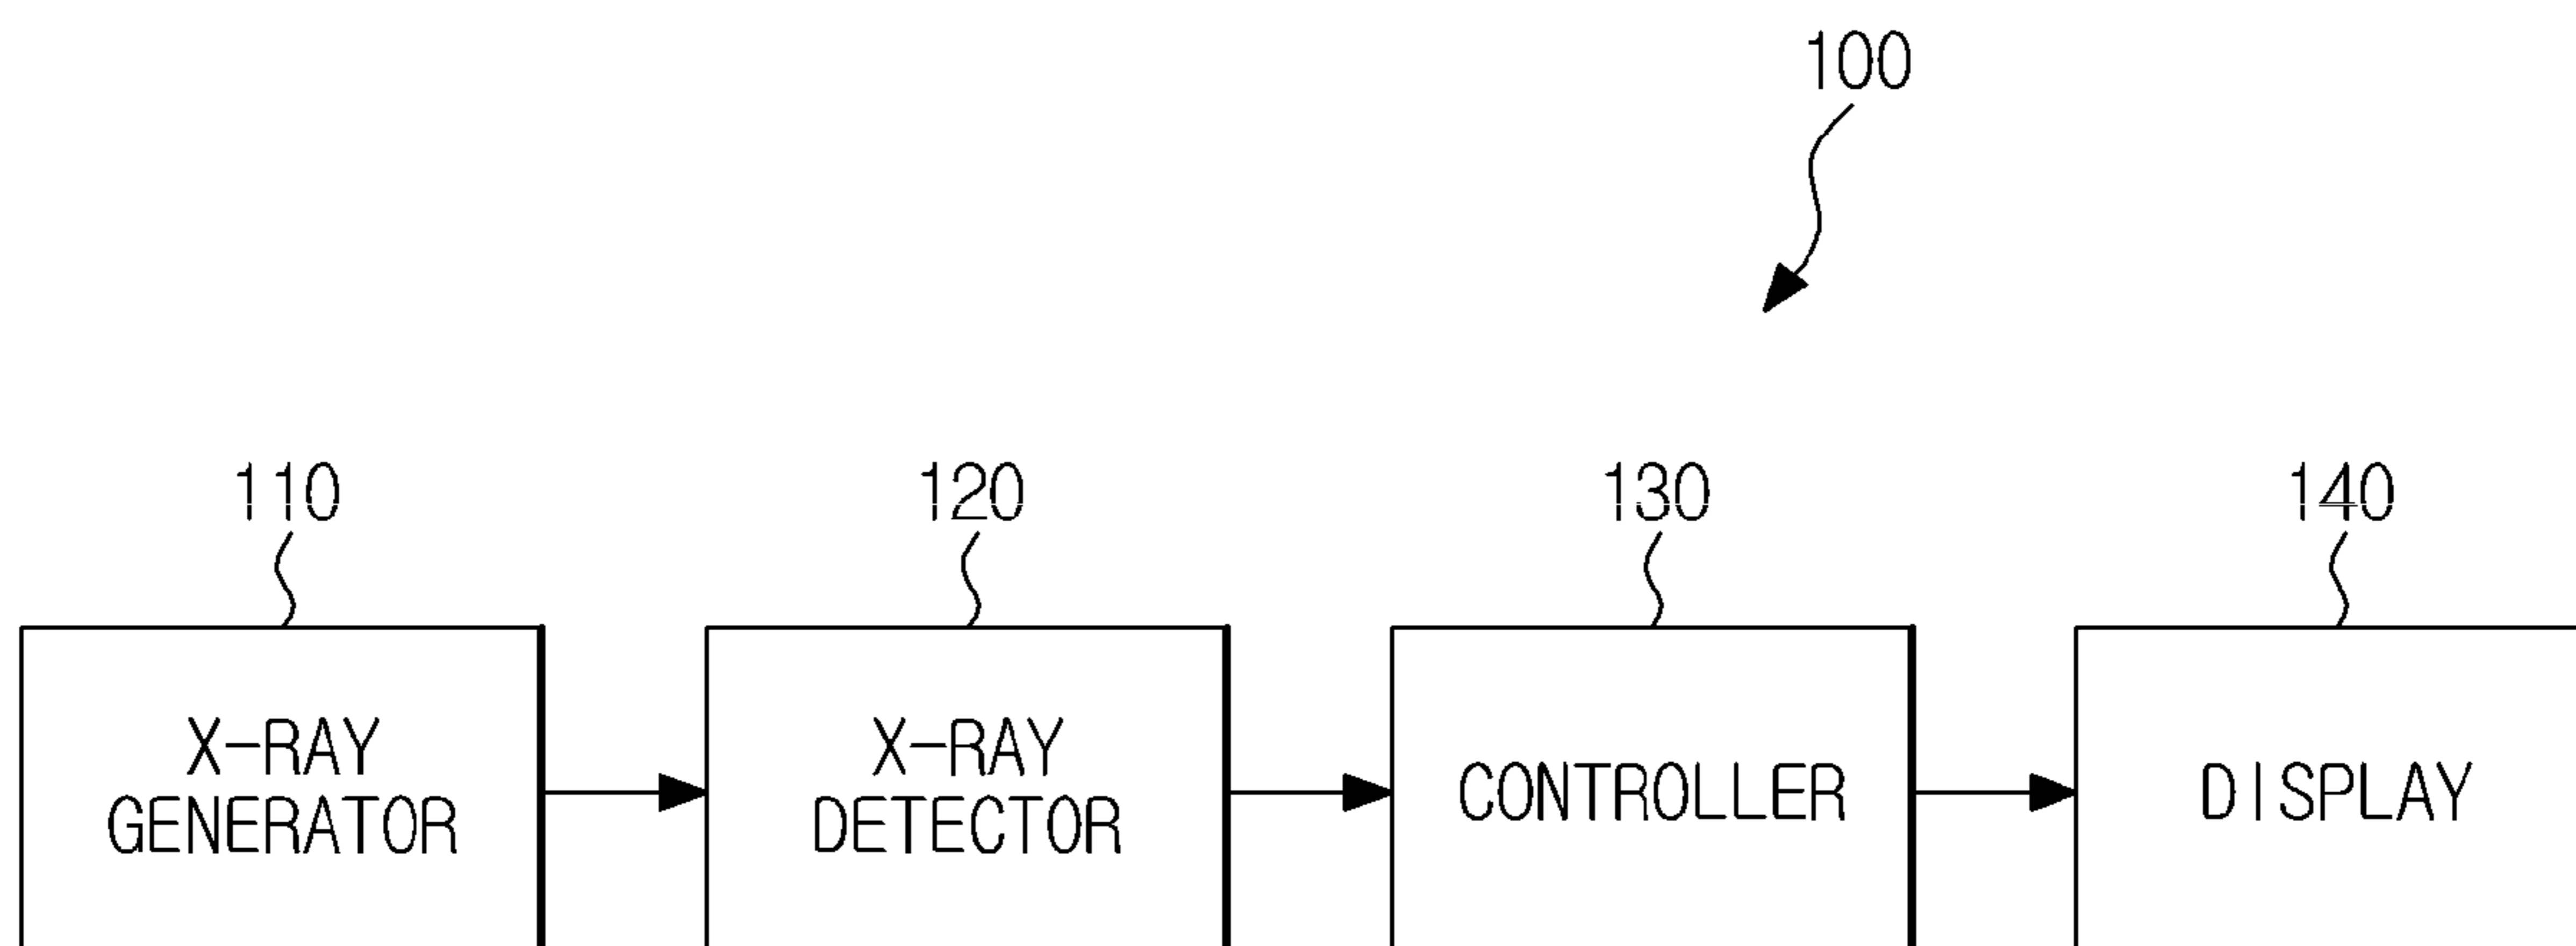 100
110
120
130
140
X-RAY
GENERATOR
X-RAY
DETECTOR
CONTROLLER
DISPLAY